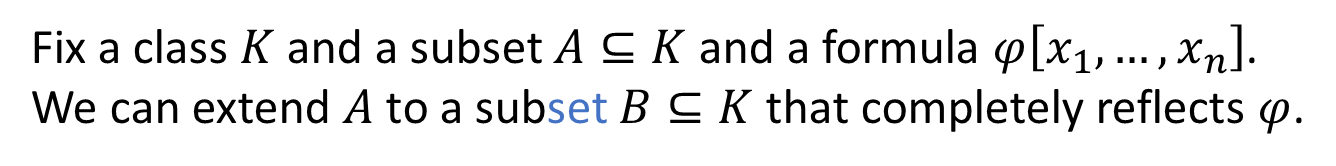 Fix a class 𝐾 and a subset 𝐴 ⊆ 𝐾 and a formula 𝜑[𝑥₁, … , 𝑥ₙ].
We can extend 𝐴 to a subset 𝐵 ⊆ 𝐾 that completely reflects 𝜑.